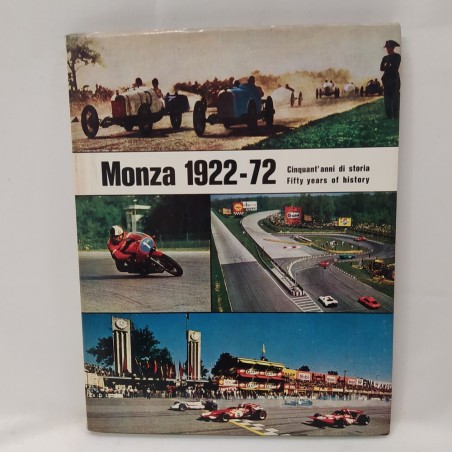 Monza 1922-72
Cinquant'anni di storia
Fifty years of history